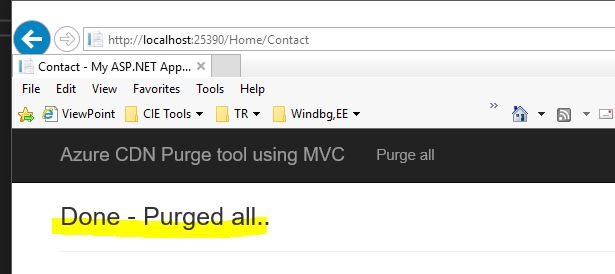 http://localhost:25390/Home/Contact
Contact - My ASP.NET App...
File Edit View Favorites Tools Help
ViewPoint CIE Tools TR Windbg,EE »
Azure CDN Purge tool using MVC Purge all
Done - Purged all..